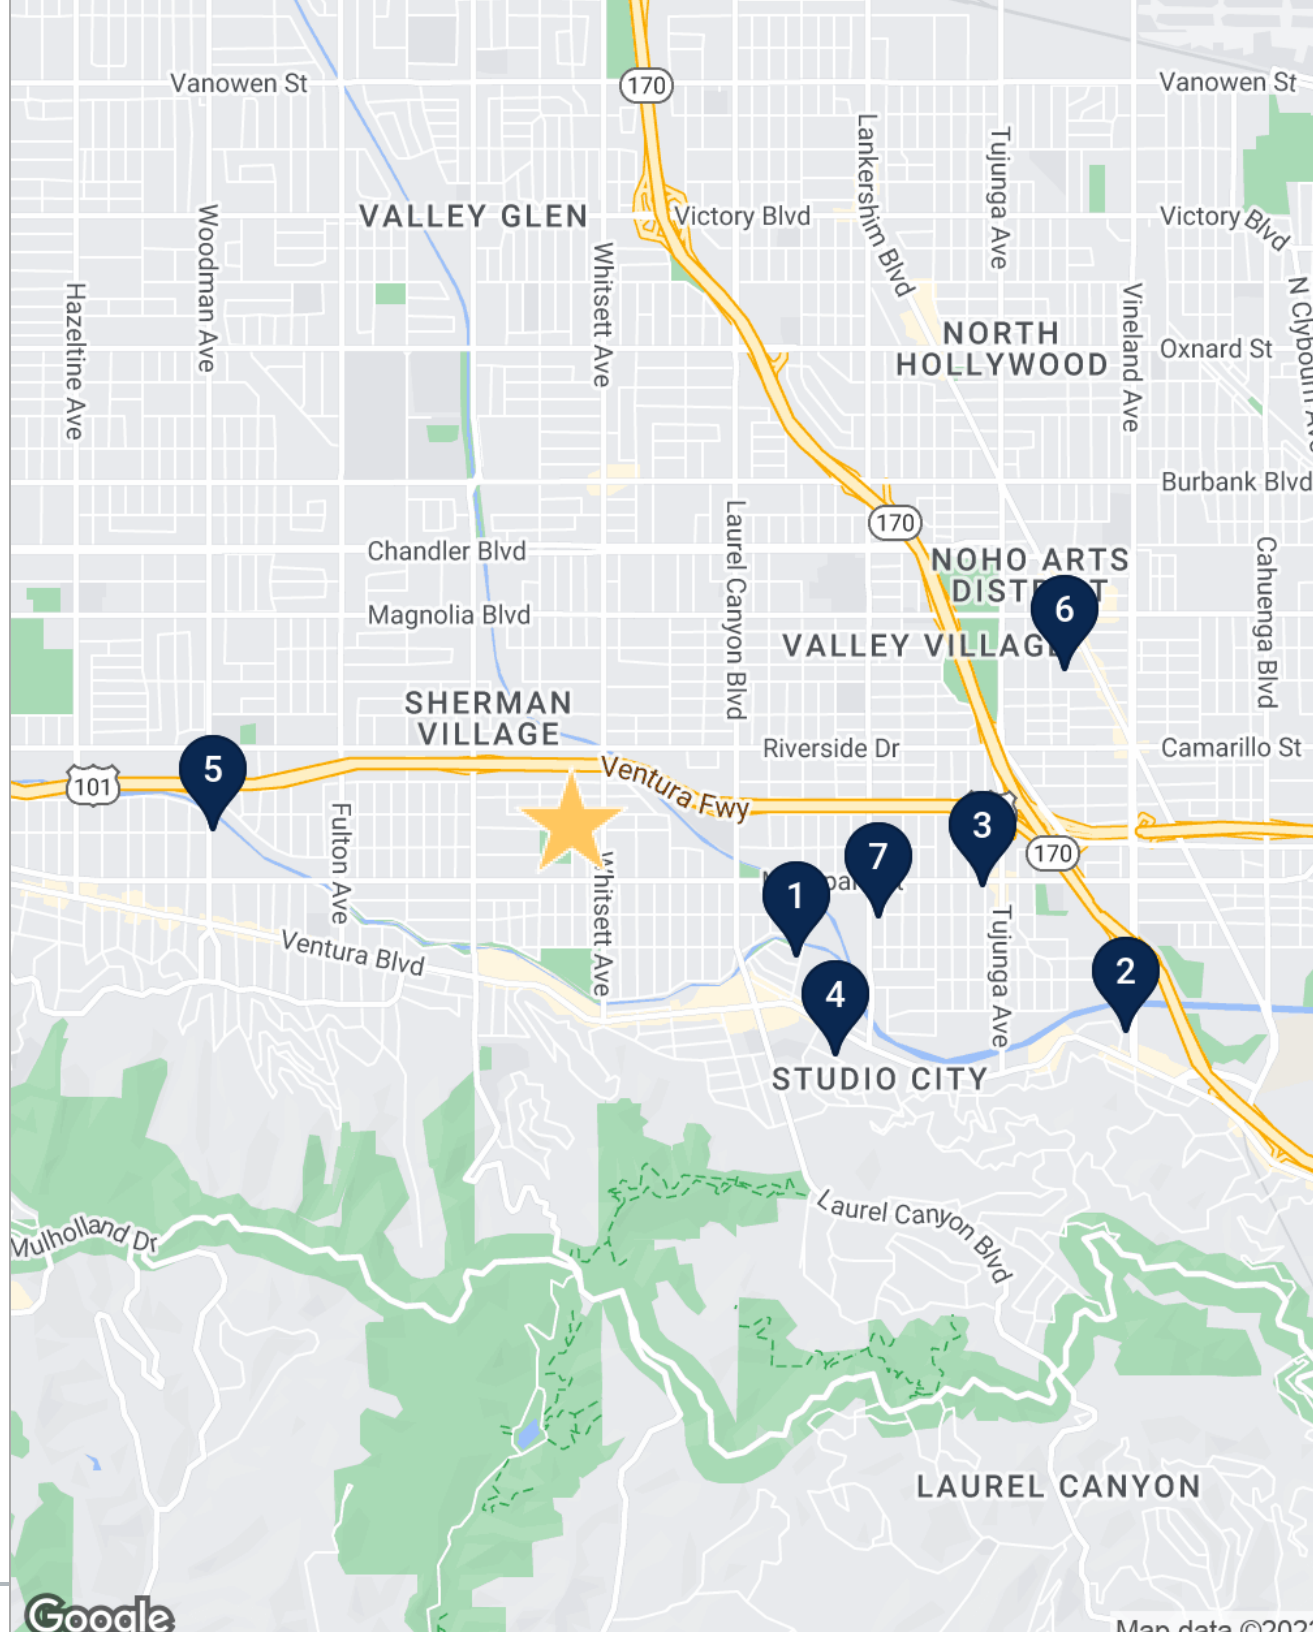 Vanowen St
170
Vanowen St
Lankershim Blvd
Tujunga Ave
VALLEY GLEN
Victory Blvd
Victory Blvd
Woodman Ave
Whitsett Ave
Hazeltine Ave
Vineland Ave
NORTH
HOLLYWOOD
Oxnard St
Burbank Blvd
Laurel Canyon Blvd
170
Chandler Blvd
NOHO ARTS
Cahuenga Blvd
6
Magnolia Blvd
VALLEY
SHERMAN
VILLAGE
Riverside Dr
Camarillo St
5
101
Ventura Fwy
Fulton Ave
3
170
7
1
Whitsett Ave
Tujunga Ave
Ventura Blvd
2
4
STUDIO CITY
Laurel Canyon Blvd
Mulholland Dr
LAUREL CANYON
Google
Map data